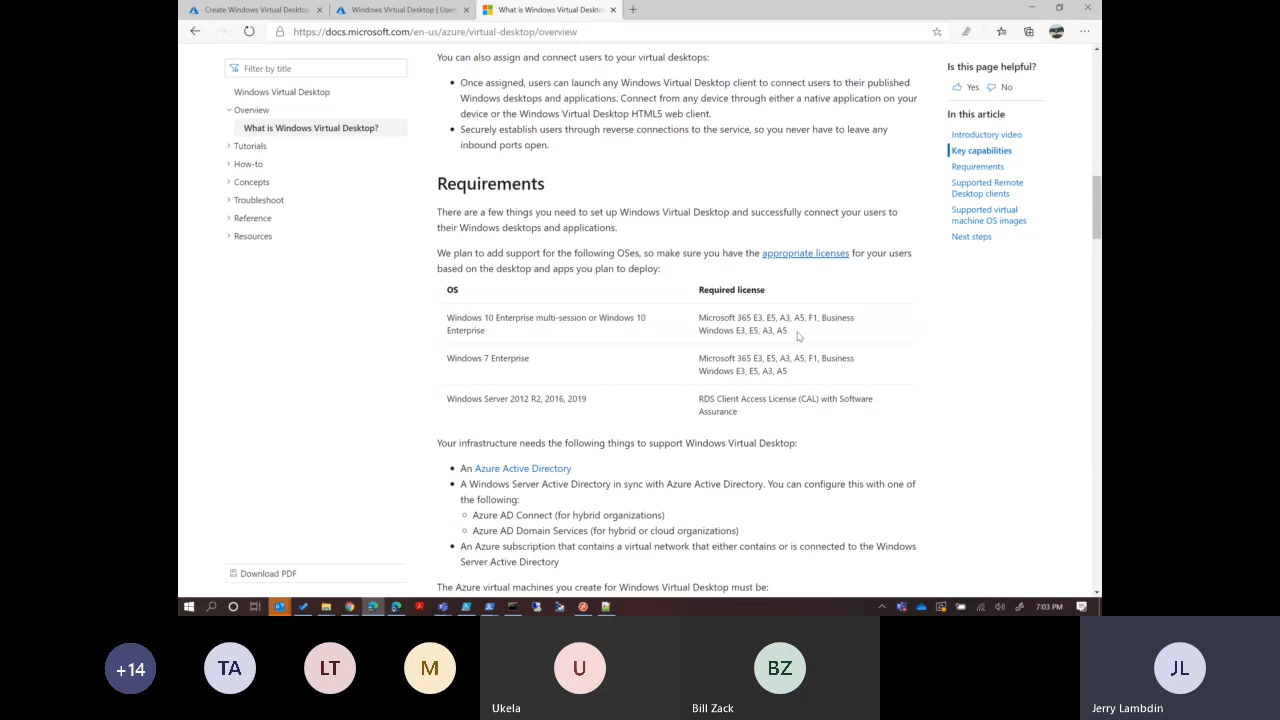 Create Windows Virtual Desktop
Windows Virtual Desktop | Users
What is Windows Virtual Desktop
https://docs.microsoft.com/en-us/azure/virtual-desktop/overview
Filter by title
Windows Virtual Desktop
Overview
What is Windows Virtual Desktop?
Tutorials
How-to
Concepts
Troubleshoot
Reference
Resources
Download PDF
You can also assign and connect users to your virtual desktops:
• Once assigned, users can launch any Windows Virtual Desktop client to connect users to their published
Windows desktops and applications. Connect from any device through either a native application on your
device or the Windows Virtual Desktop HTML5 web client.
• Securely establish users through reverse connections to the service, so you never have to leave any
inbound ports open.
Requirements
There are a few things you need to set up Windows Virtual Desktop and successfully connect your users to
their Windows desktops and applications.
We plan to add support for the following OSes, so make sure you have the appropriate licenses for your users
based on the desktop and apps you plan to deploy:
OS Required license
Windows 10 Enterprise multi-session or Windows 10
Enterprise
Microsoft 365 E3, E5, A3, A5, F1, Business
Windows E3, E5, A3, A5
Windows 7 Enterprise
Microsoft 365 E3, E5, A3, A5, F1, Business
Windows E3, E5, A3, A5
Windows Server 2012 R2, 2016, 2019
RDS Client Access License (CAL) with Software
Assurance
Your infrastructure needs the following things to support Windows Virtual Desktop:
• An Azure Active Directory
• A Windows Server Active Directory in sync with Azure Active Directory. You can configure this with one of
the following:
Azure AD Connect (for hybrid organizations)
Azure AD Domain Services (for hybrid or cloud organizations)
• An Azure subscription that contains a virtual network that either contains or is connected to the Windows
Server Active Directory
The Azure virtual machines you create for Windows Virtual Desktop must be:
Is this page helpful?
Yes No
In this article
Introductory video
Key capabilities
Requirements
Supported Remote
Desktop clients
Supported virtual
machine OS images
Next steps
7:03 PM
+14
TA
LT
M
U
Ukela
BZ
Bill Zack
JL
Jerry Lambdin